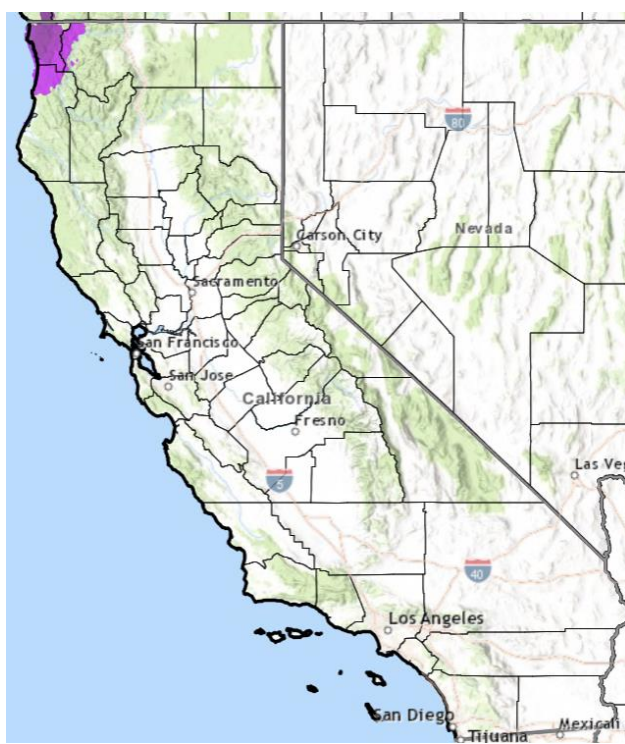 80
Nevada
Carson City
Sacramento
San Francisco
San Jose
California
Fresno
Las Veg
5
40
Los Angeles
San Diego
Mexicali
Tijuana